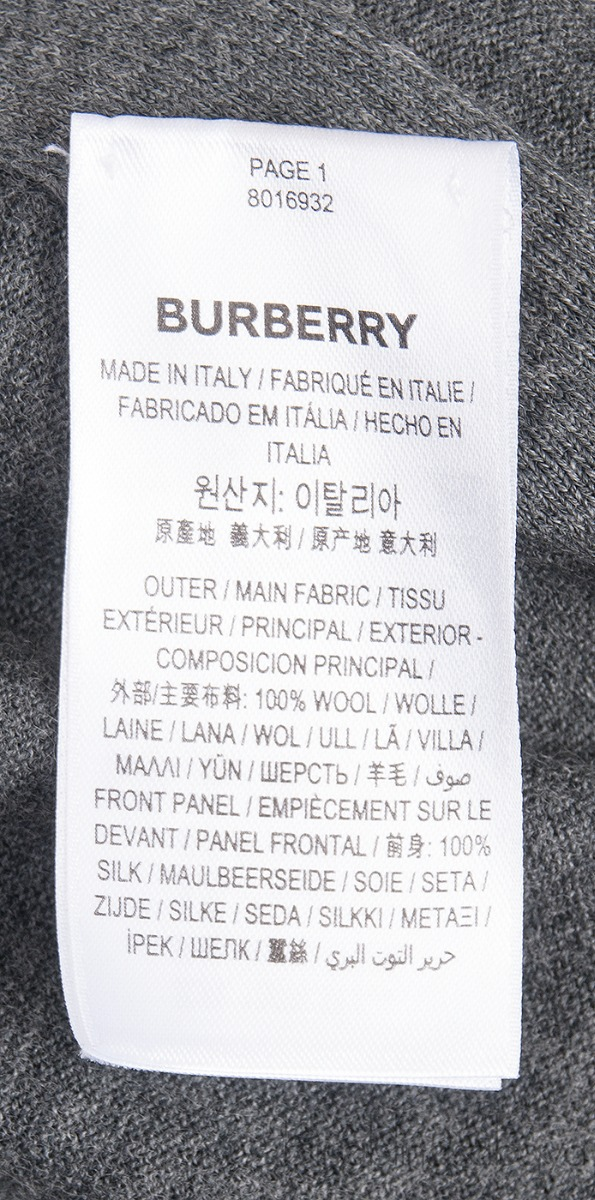 PAGE 1
8016932
BURBERRY
MADE IN ITALY / FABRIQUÉ EN ITALIE /
FABRICADO EM ITÁLIA / HECHO EN
ITALIA
원산지: 이탈리아
原產地 義大利 / 原产地 意大利
OUTER / MAIN FABRIC / TISSU
EXTÉRIEUR / PRINCIPAL / EXTERIOR -
COMPOSICION PRINCIPAL /
外部/主要布料: 100% WOOL / WOLLE /
LAINE / LANA / WOL / ULL / LÃ / VILLA /
ΜΑΛΛΙ / YÜN / ШЕРСТЬ / 羊毛 / صوف /
FRONT PANEL / EMPIÈCEMENT SUR LE
DEVANT / PANEL FRONTAL / 前身: 100%
SILK / MAULBEERSEIDE / SOIE / SETA /
ZIJDE / SILKE / SEDA / SILKKI / ΜΕΤΑΞΙ /
İPEK / ШЕЛК / 蠶絲 / حرير التوت البري